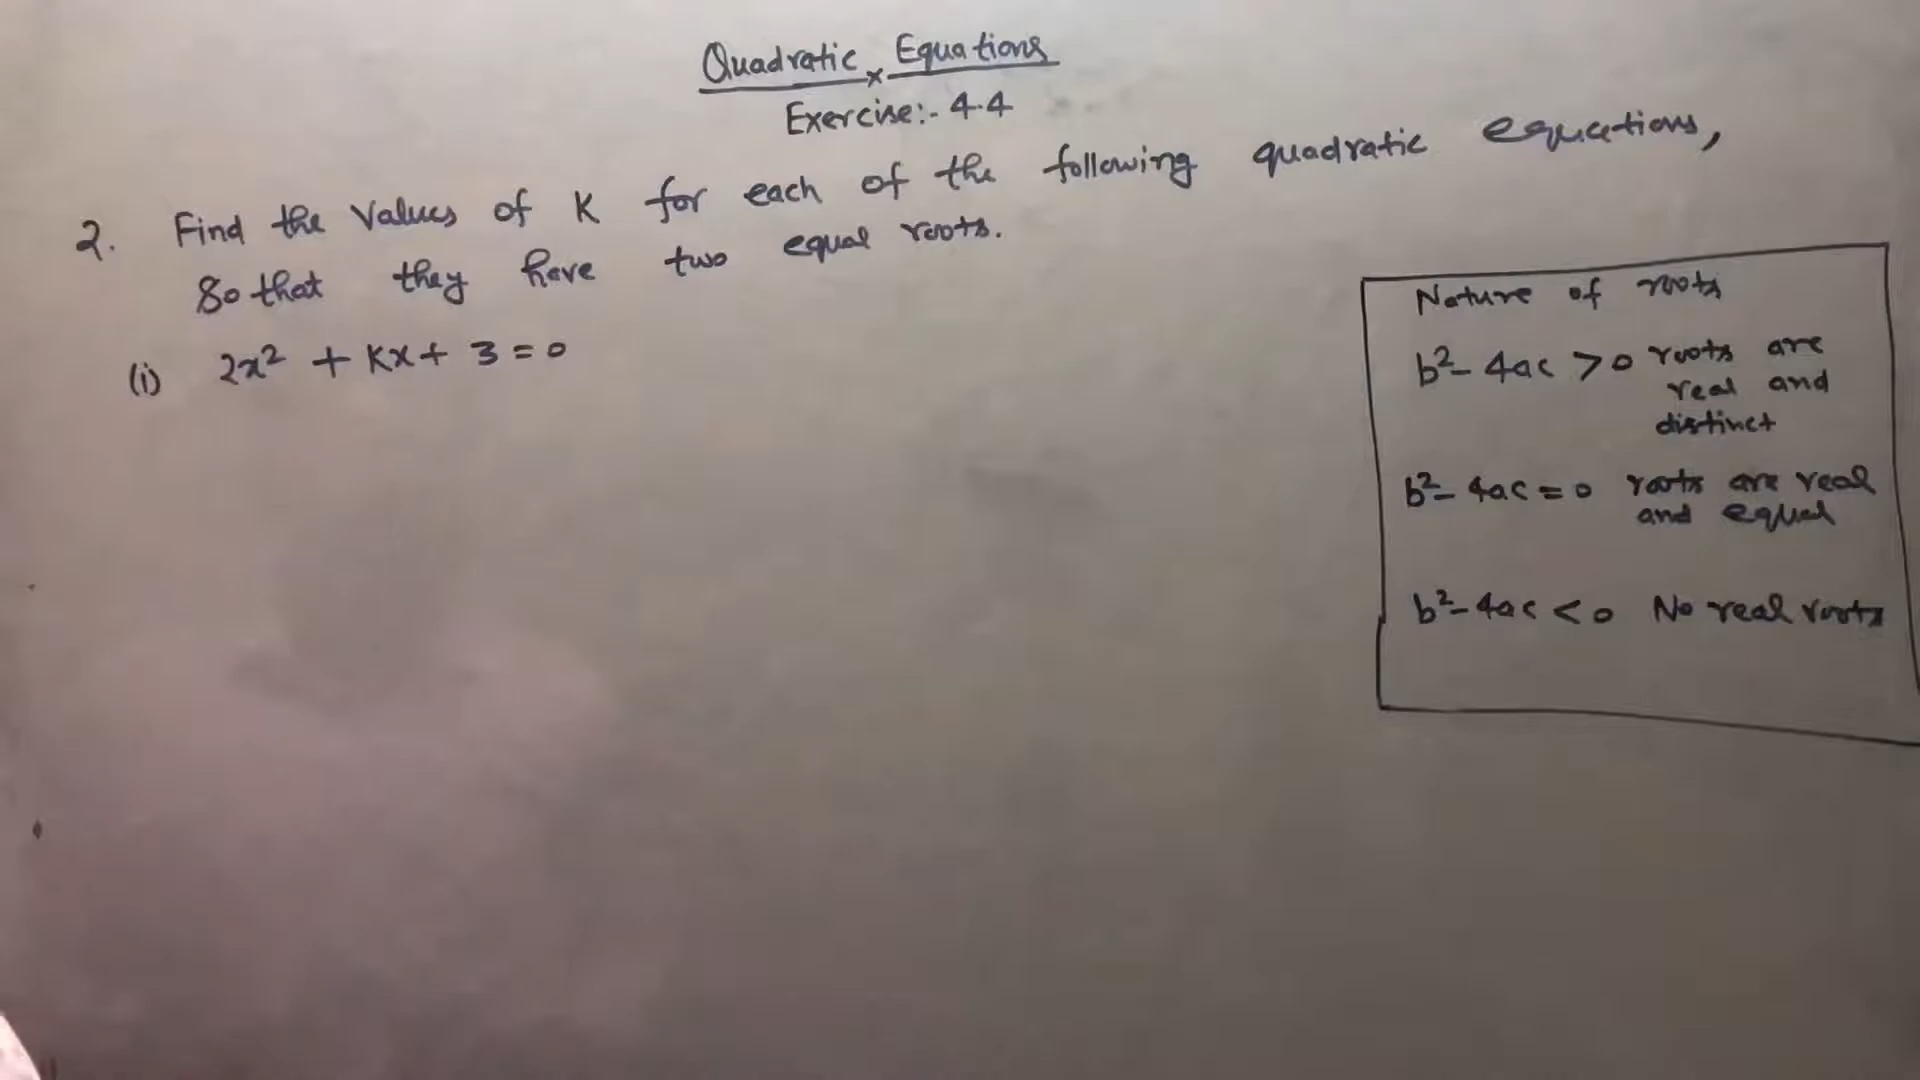 Quadratic Equations
Exercise:- 4.4
2. Find the Values of K for each of the following quadratic equations,
So that they have two equal roots.
(i) 2x² + Kx + 3 = 0
Nature of roots
b² - 4ac > 0 roots are
real and
distinct
b² - 4ac = 0 roots are real
and equal
b² - 4ac < 0 No real roots